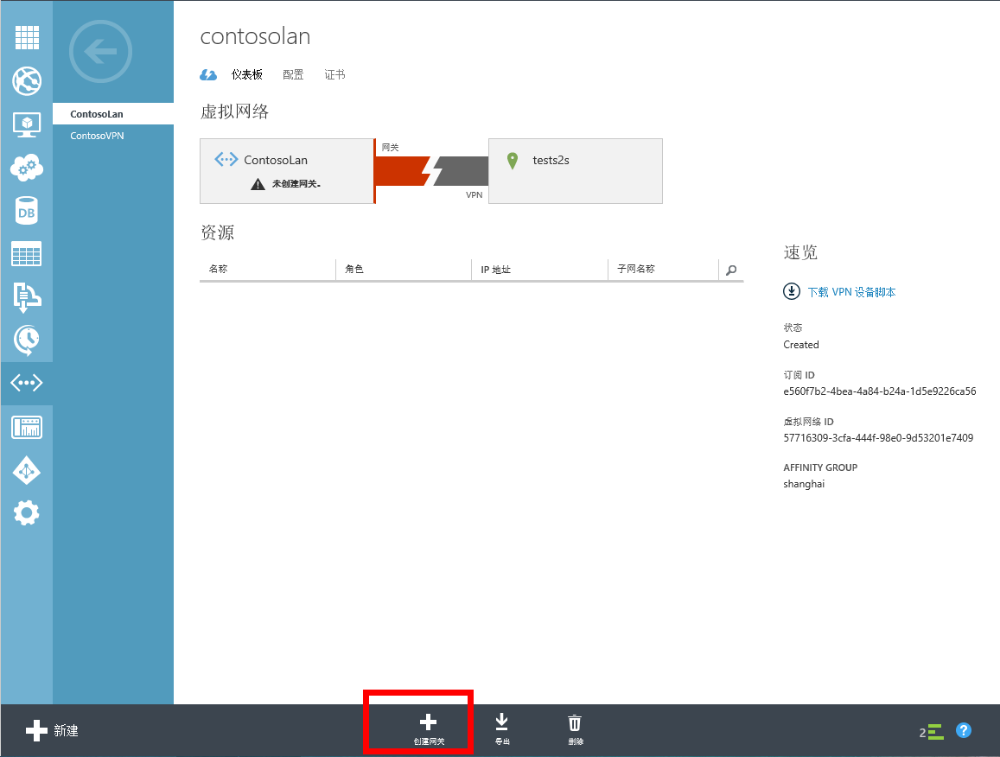 contosolan
仪表板 配置 证书
ContosoLan
ContosoVPN
虚拟网络
ContosoLan
未创建网关。
网关
VPN
tests2s
资源
名称 角色 IP 地址 子网名称
速览
下载 VPN 设备脚本
状态
Created
订阅 ID
e560f7b2-4bea-4a84-b24a-1d5e9226ca56
虚拟网络 ID
57716309-3cfa-444f-98e0-9d53201e7409
AFFINITY GROUP
shanghai
DB
新建
创建网关
导出
删除
2
?